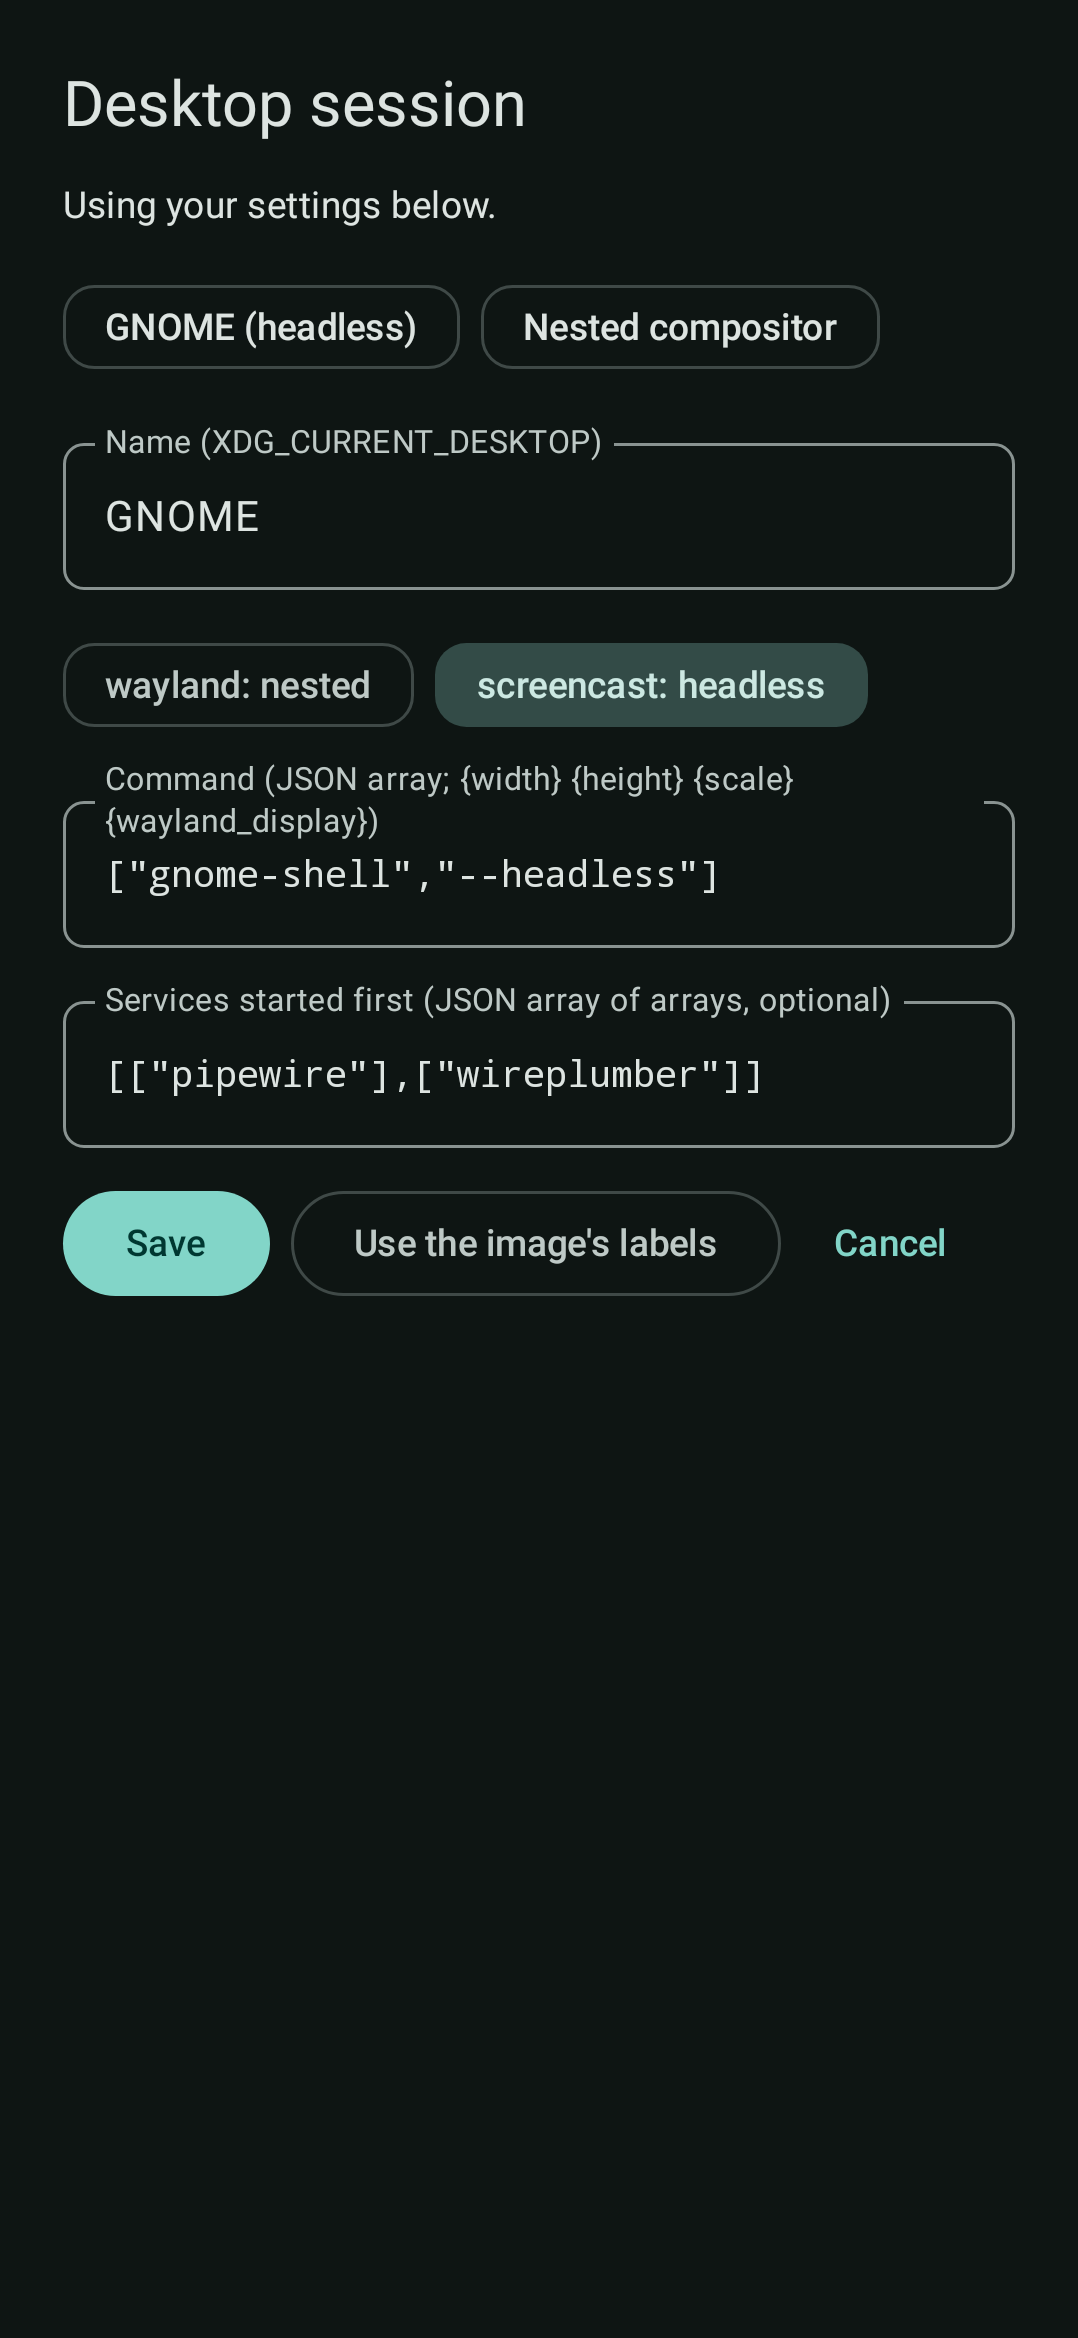 Desktop session
Using your settings below.
GNOME (headless)
Nested compositor
Name (XDG_CURRENT_DESKTOP)
GNOME
wayland: nested
screencast: headless
Command (JSON array; {width} {height} {scale}
{wayland_display})
["gnome-shell","--headless"]
Services started first (JSON array of arrays, optional)
[["pipewire"],["wireplumber"]]
Save
Use the image's labels
Cancel